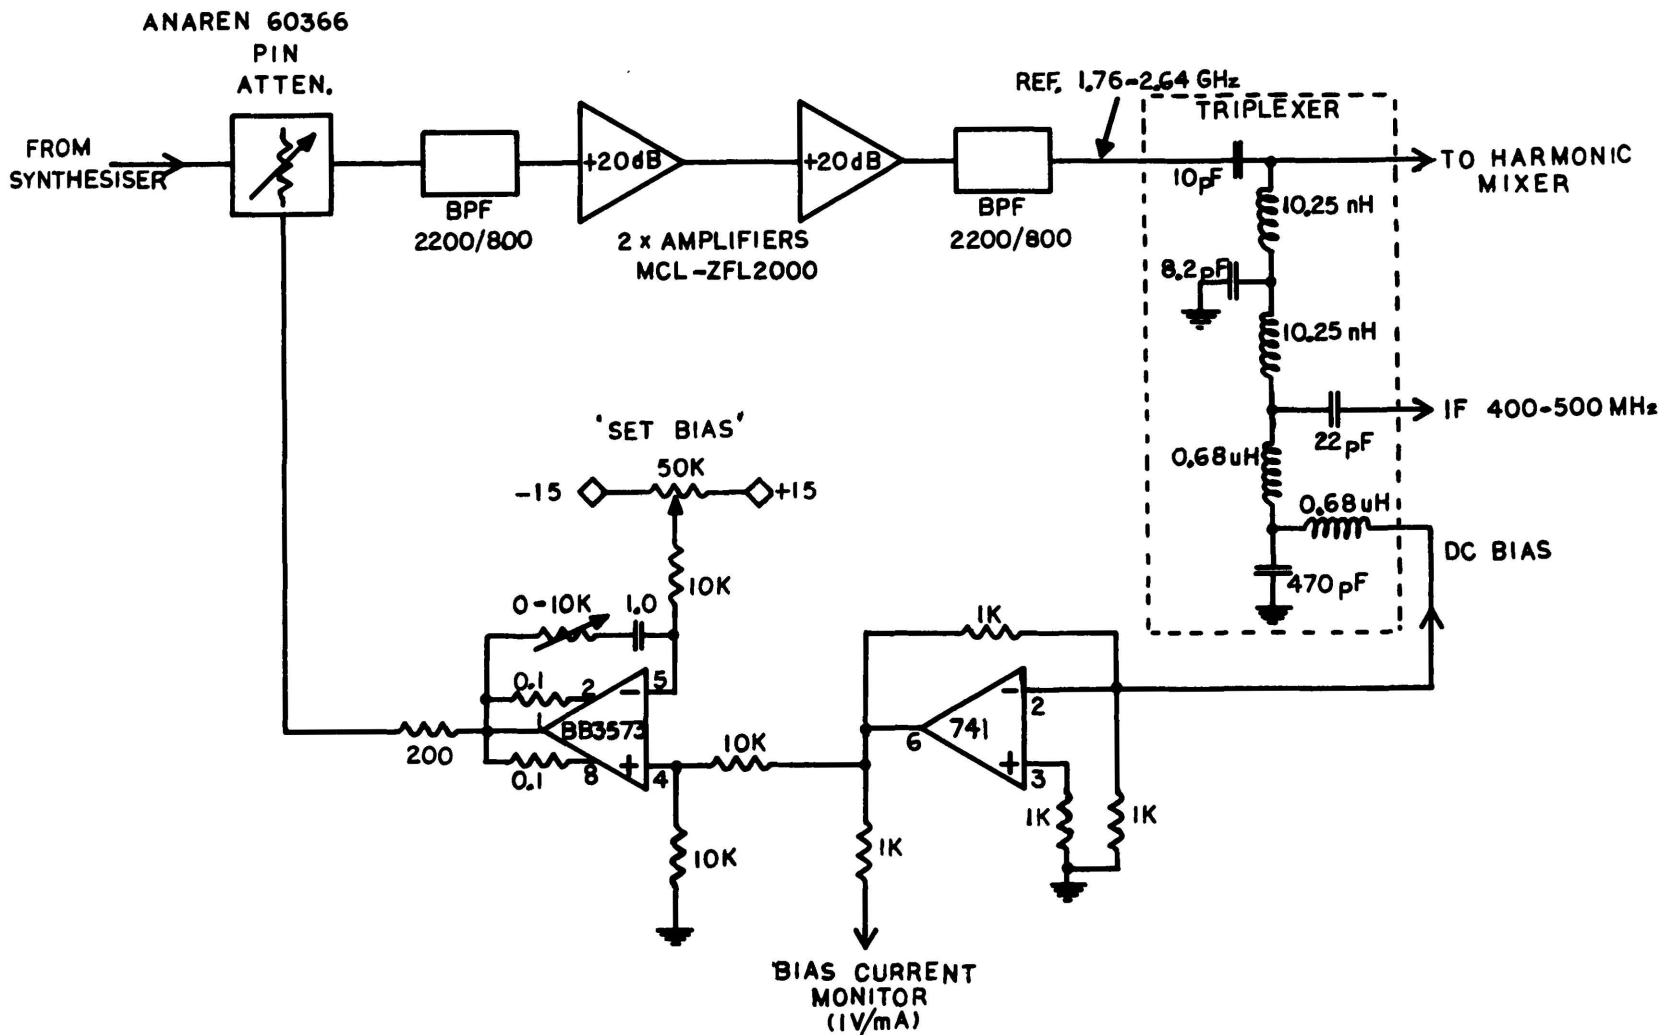 ANAREN 60366
PIN
ATTEN.
FROM
SYNTHESISER
BPF
2200/800
+20dB
+20dB
2 x AMPLIFIERS
MCL-ZFL2000
BPF
2200/800
REF. 1.76-2.64 GHz
TRIPLEXER
10pF
TO HARMONIC
MIXER
10.25 nH
8.2pF
10.25 nH
IF 400-500 MHz
22pF
0.68uH
0.68uH
DC BIAS
470pF
'SET BIAS'
50K
-15
+15
10K
0-10K
1.0
0.1
2
5
1
BB3573
-
+
0.1
8
4
200
10K
10K
1K
-
2
741
6
+
3
1K
1K
1K
BIAS CURRENT
MONITOR
(1V/mA)